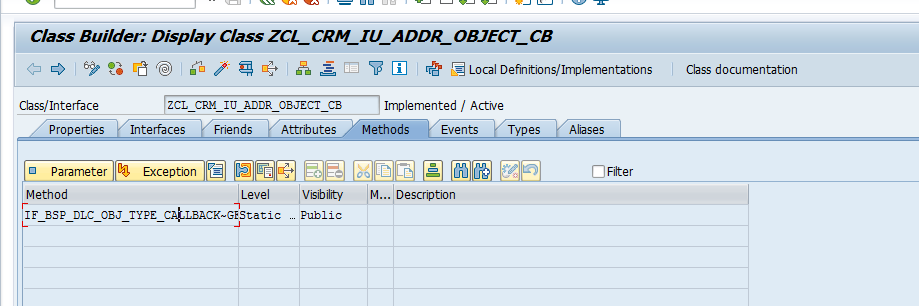 Class Builder: Display Class ZCL_CRM_IU_ADDR_OBJECT_CB
Local Definitions/Implementations Class documentation
Class/Interface ZCL_CRM_IU_ADDR_OBJECT_CB Implemented / Active
Properties Interfaces Friends Attributes Methods Events Types Aliases
Parameter Exception Filter
Method Level Visibility M... Description
IF_BSP_DLC_OBJ_TYPE_CALLBACK~GE Static ... Public